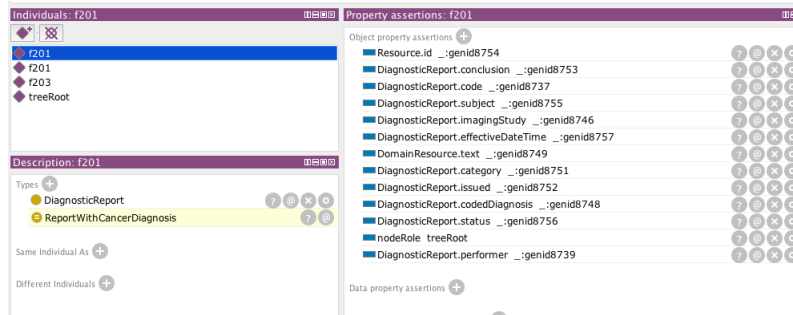 Individuals: f201
f201
f201
f203
treeRoot
Description: f201
Types
DiagnosticReport
ReportWithCancerDiagnosis
Same Individual As
Different Individuals
Property assertions: f201
Object property assertions
Resource.id _:genid8754
DiagnosticReport.conclusion _:genid8753
DiagnosticReport.code _:genid8737
DiagnosticReport.subject _:genid8755
DiagnosticReport.imagingStudy _:genid8746
DiagnosticReport.effectiveDateTime _:genid8757
DomainResource.text _:genid8749
DiagnosticReport.category _:genid8751
DiagnosticReport.issued _:genid8752
DiagnosticReport.codedDiagnosis _:genid8748
DiagnosticReport.status _:genid8756
nodeRole treeRoot
DiagnosticReport.performer _:genid8739
Data property assertions